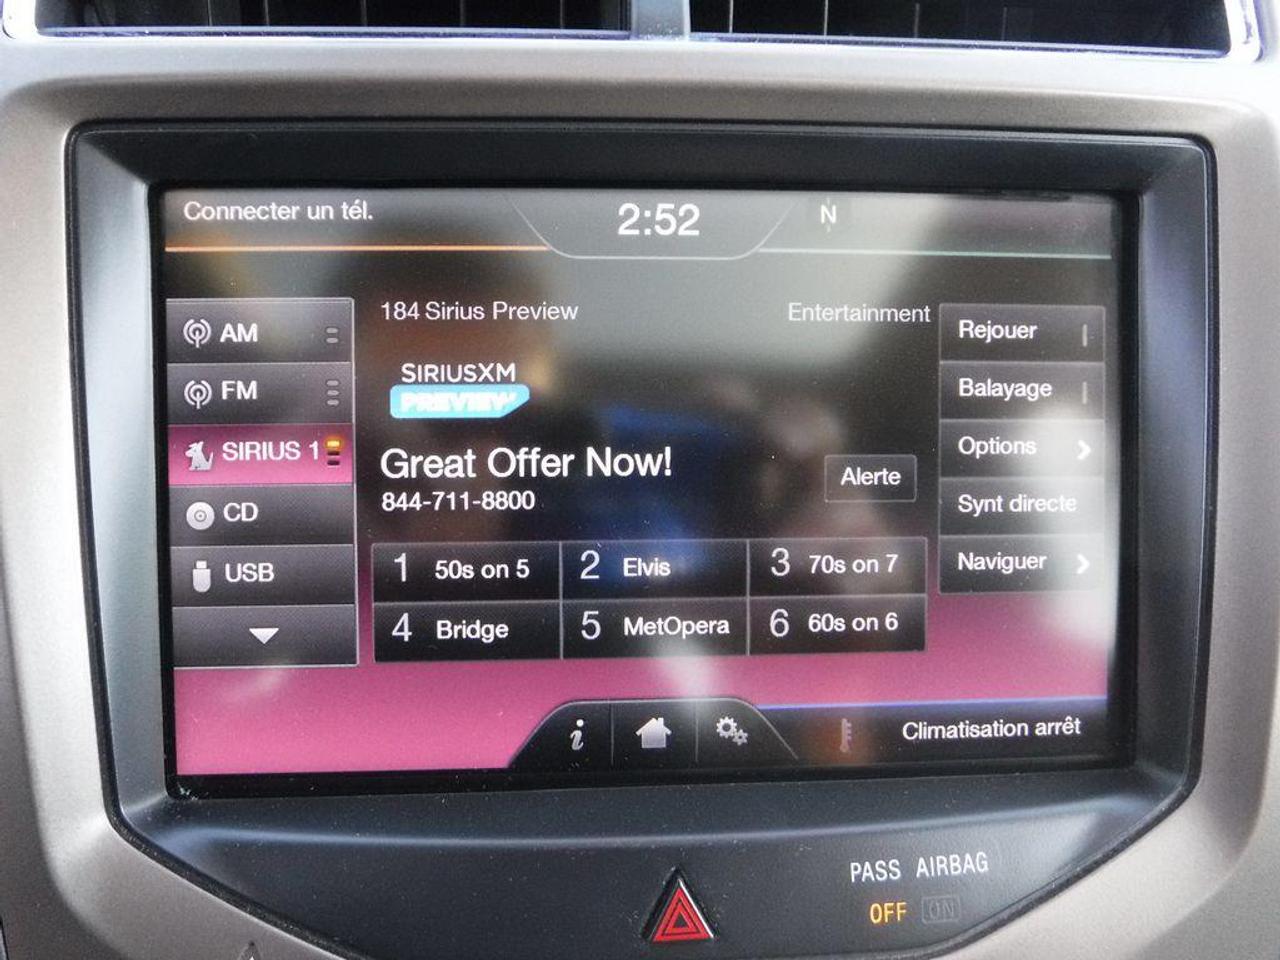 Connecter un tél.
2:52
N
184 Sirius Preview
Entertainment
AM
FM
SIRIUS 1
CD
USB
SIRIUSXM
PREVIEW
Great Offer Now!
844-711-8800
Alerte
1 50s on 5
2 Elvis
3 70s on 7
4 Bridge
5 MetOpera
6 60s on 6
Rejouer
Balayage
Options
Synt directe
Naviguer
i
Climatisation arrêt
PASS AIRBAG
OFF ON